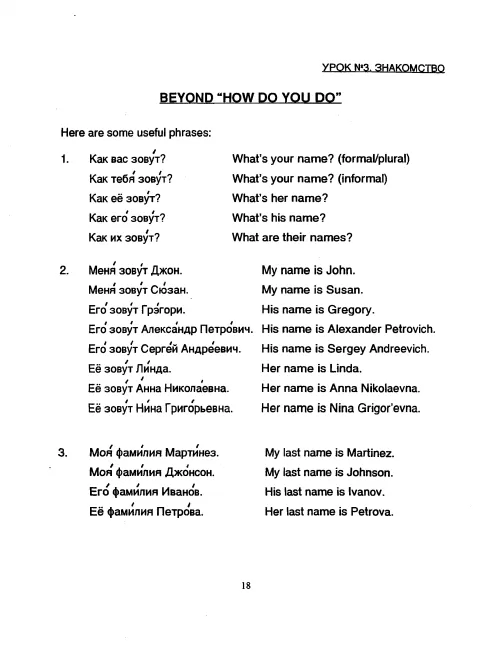 УРОК №3. ЗНАКОМСТВО
BEYOND “HOW DO YOU DO”
Here are some useful phrases:
1. Как вас зову́т? What's your name? (formal/plural)
Как тебя́ зову́т? What's your name? (informal)
Как её зову́т? What's her name?
Как его́ зову́т? What's his name?
Как их зову́т? What are their names?
2. Меня́ зову́т Джон. My name is John.
Меня́ зову́т Сю́зан. My name is Susan.
Его́ зову́т Грэ́гори. His name is Gregory.
Его́ зову́т Алекса́ндр Петро́вич. His name is Alexander Petrovich.
Его́ зову́т Серге́й Андре́евич. His name is Sergey Andreevich.
Её зову́т Ли́нда. Her name is Linda.
Её зову́т А́нна Никола́евна. Her name is Anna Nikolaevna.
Её зову́т Ни́на Григо́рьевна. Her name is Nina Grigor'evna.
3. Моя́ фами́лия Марти́нез. My last name is Martinez.
Моя́ фами́лия Джо́нсон. My last name is Johnson.
Его́ фами́лия Ивано́в. His last name is Ivanov.
Её фами́лия Петро́ва. Her last name is Petrova.
18